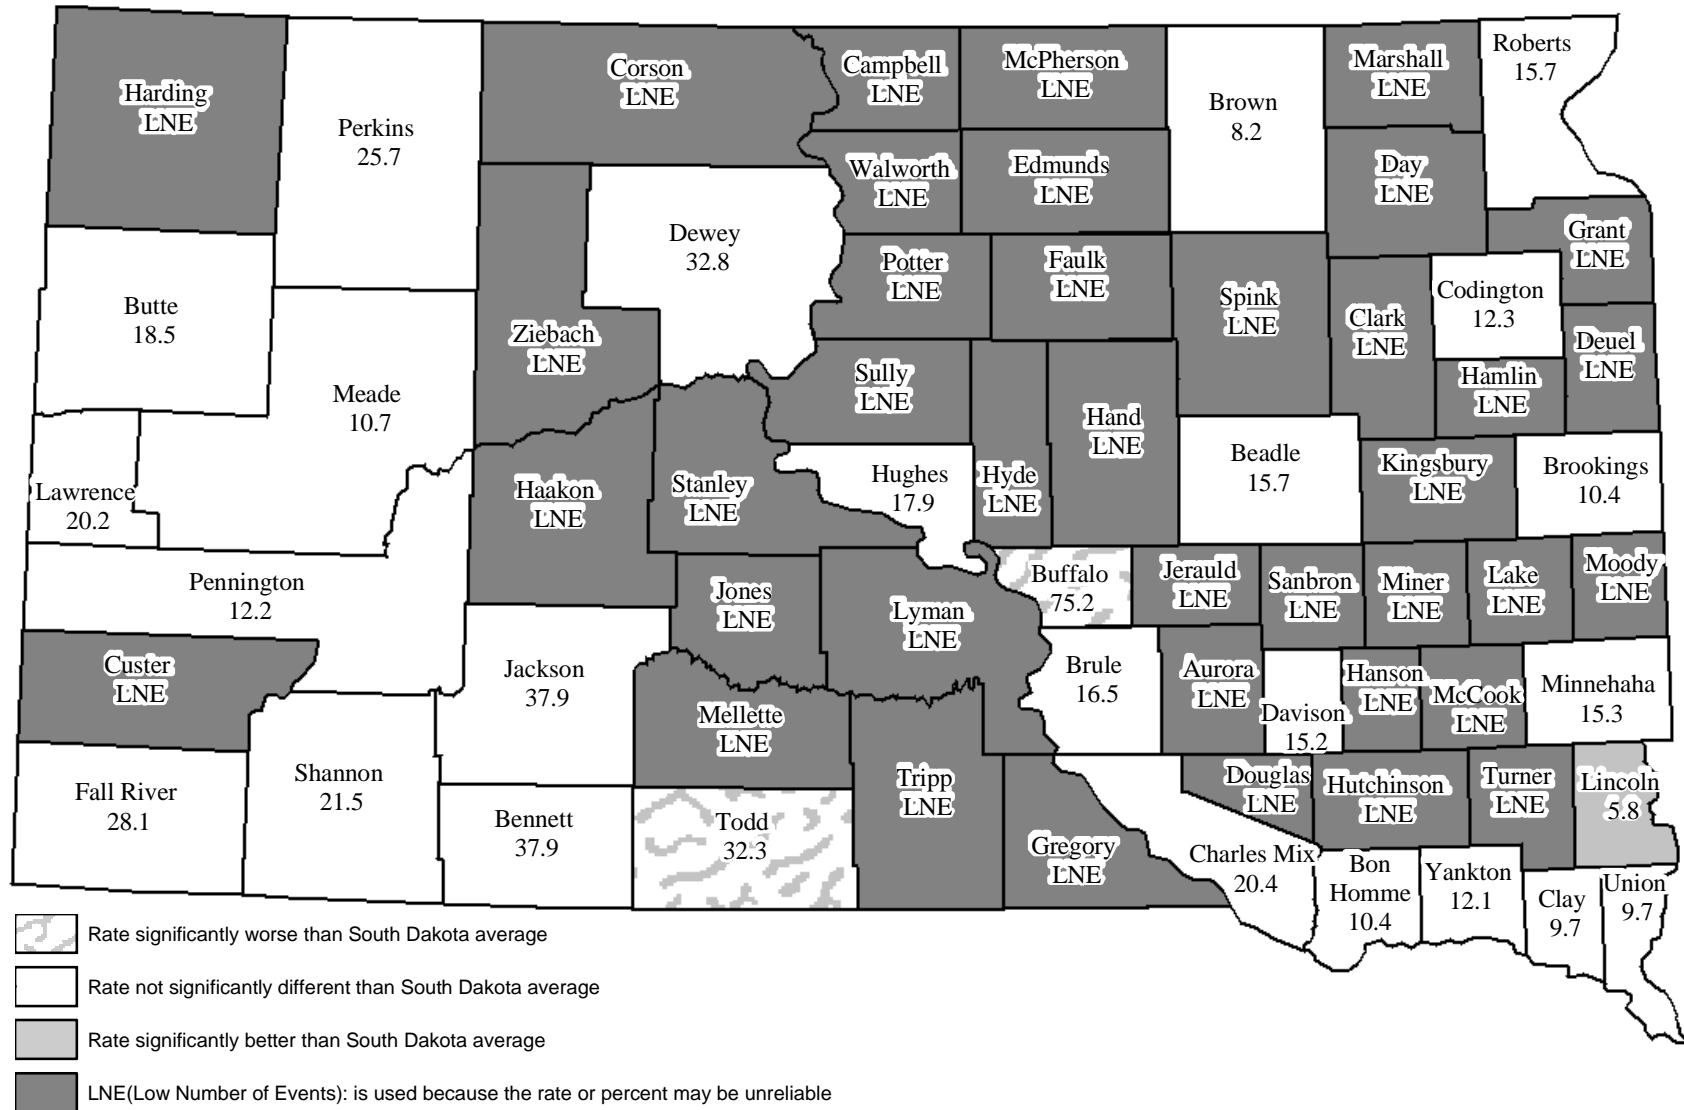 Harding
LNE
Perkins
25.7
Corson
LNE
Campbell
LNE
McPherson
LNE
Brown
8.2
Marshall
LNE
Roberts
15.7
Walworth
LNE
Edmunds
LNE
Day
LNE
Grant
LNE
Butte
18.5
Dewey
32.8
Ziebach
LNE
Potter
LNE
Faulk
LNE
Spink
LNE
Clark
LNE
Codington
12.3
Deuel
LNE
Hamlin
LNE
Meade
10.7
Sully
LNE
Hand
LNE
Beadle
15.7
Kingsbury
LNE
Brookings
10.4
Lawrence
20.2
Haakon
LNE
Stanley
LNE
Hughes
17.9
Hyde
LNE
Pennington
12.2
Jones
LNE
Lyman
LNE
Buffalo
75.2
Jerauld
LNE
Sanbron
LNE
Miner
LNE
Lake
LNE
Moody
LNE
Custer
LNE
Jackson
37.9
Mellette
LNE
Brule
16.5
Aurora
LNE
Davison
15.2
Hanson
LNE
McCook
LNE
Minnehaha
15.3
Fall River
28.1
Shannon
21.5
Bennett
37.9
Todd
32.3
Tripp
LNE
Gregory
LNE
Douglas
LNE
Hutchinson
LNE
Turner
LNE
Lincoln
5.8
Charles Mix
20.4
Bon
Homme
10.4
Yankton
12.1
Clay
9.7
Union
9.7
Rate significantly worse than South Dakota average
Rate not significantly different than South Dakota average
Rate significantly better than South Dakota average
LNE(Low Number of Events): is used because the rate or percent may be unreliable